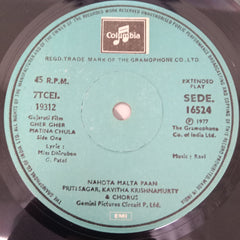 Columbia
REGD. TRADE MARK OF THE GRAMOPHONE CO., LTD.
45 R.P.M.
EXTENDED
PLAY
7TCEI.
19312
SEDE.
16524
Gujarati Film
GHER GHER
MATINA CHULA
Side One
℗ 1977
The Gramophone
Co. of India Ltd.
Lyric :
Miss Dhiruben
G. Patel
Music : Ravi
NAHOTA MALTA PAAN
PRITI SAGAR, KAVITHA KRISHNAMURTY
& CHORUS
Gemini Pictures Circuit P. Ltd.
EMI